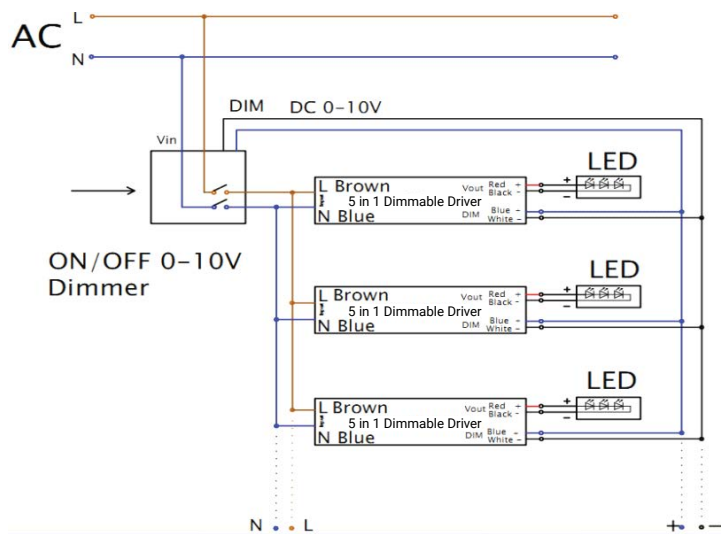 AC
L
N
DIM DC 0-10V
Vin
ON/OFF 0-10V
Dimmer
LED
L Brown
5 in 1 Dimmable Driver
N Blue
Vout Red +
Black -
DIM Blue -
White -
+
-
LED
L Brown
5 in 1 Dimmable Driver
N Blue
Vout Red +
Black -
DIM Blue -
White -
+
-
LED
L Brown
5 in 1 Dimmable Driver
N Blue
Vout Red +
Black -
DIM Blue -
White -
+
-
N L
+ -